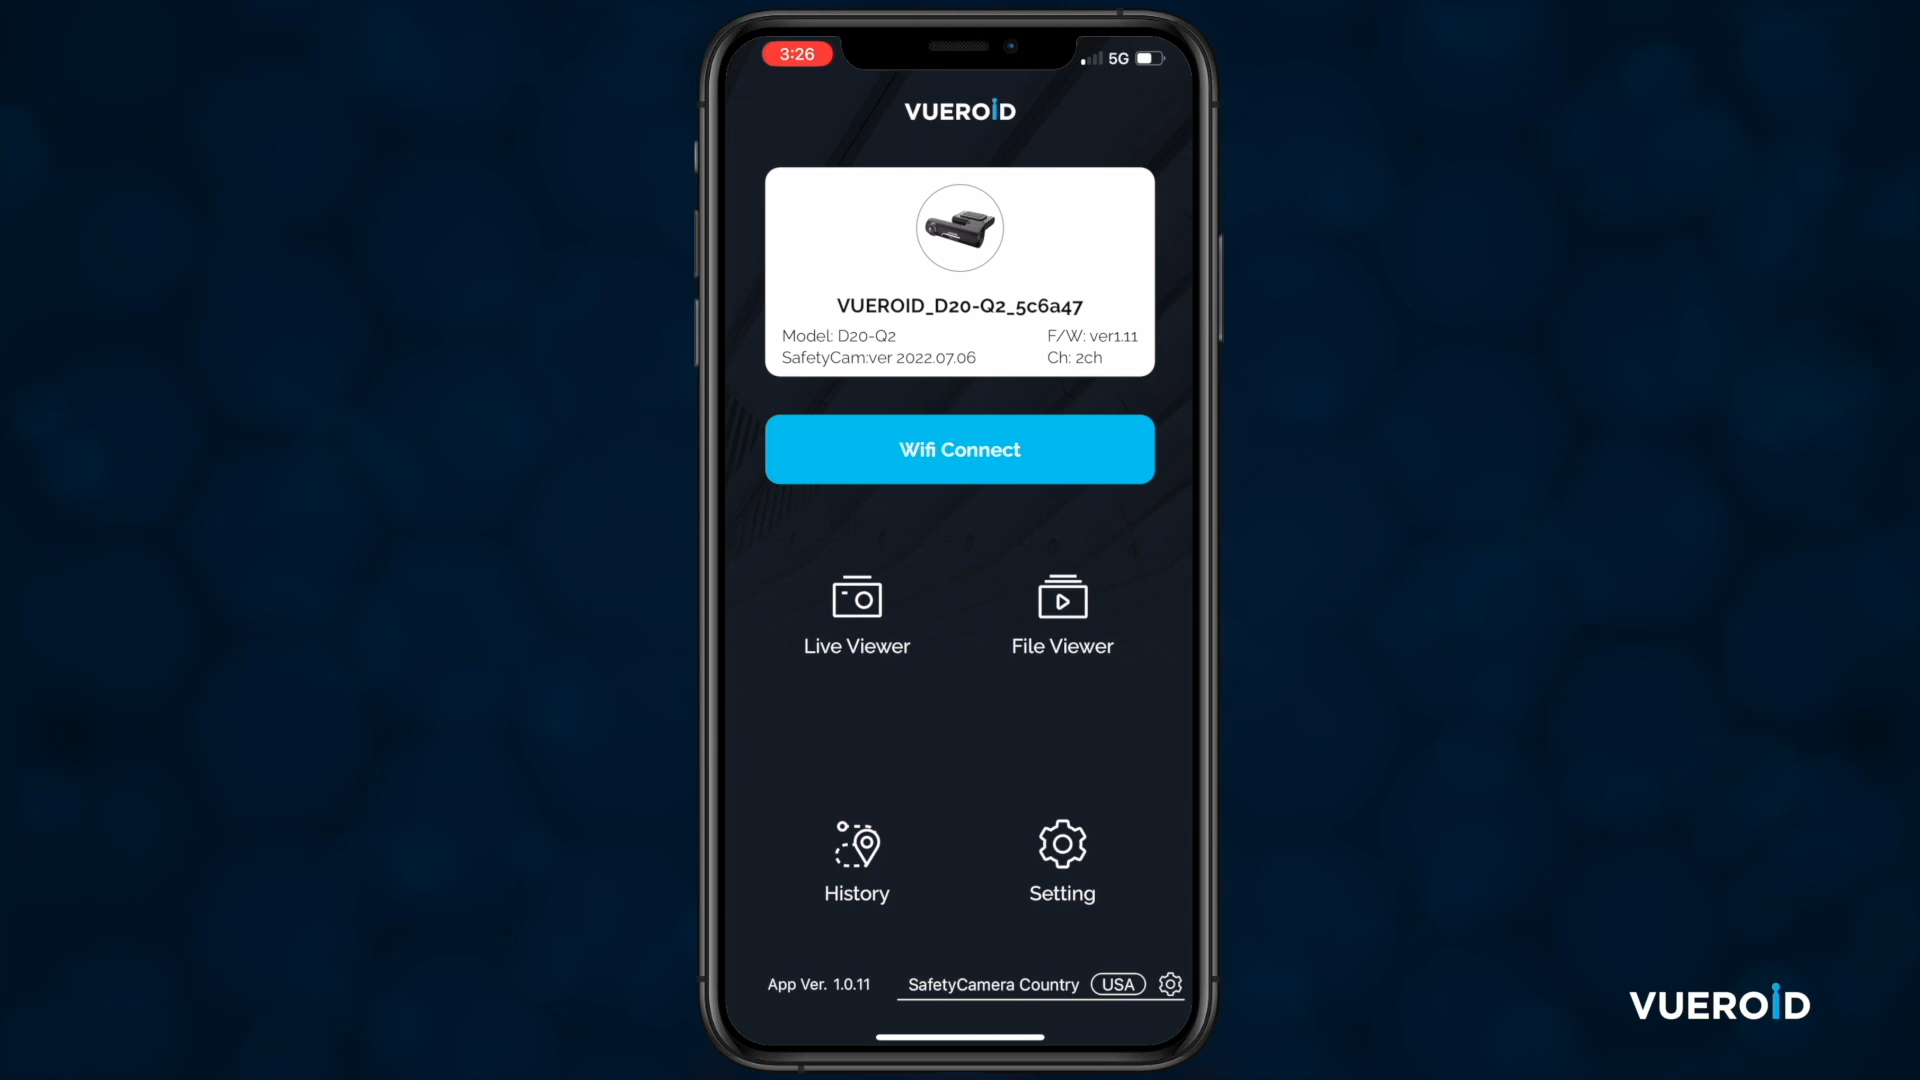 3:26
5G
VUEROID
VUEROID_D20-Q2_5c6a47
Model: D20-Q2 F/W: ver1.11
SafetyCam:ver 2022.07.06 Ch: 2ch
Wifi Connect
Live Viewer File Viewer
History Setting
App Ver. 1.0.11 SafetyCamera Country USA
VUEROID